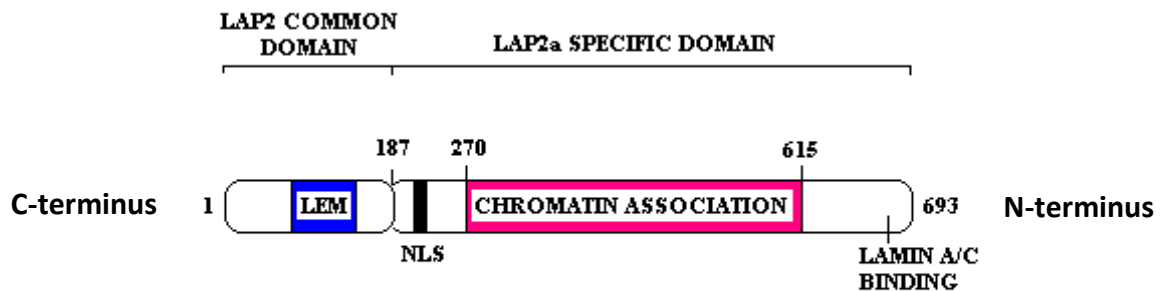 LAP2 COMMON
DOMAIN
LAP2a SPECIFIC DOMAIN
187
270
615
C-terminus
1
LEM
CHROMATIN ASSOCIATION
693
N-terminus
NLS
LAMIN A/C
BINDING